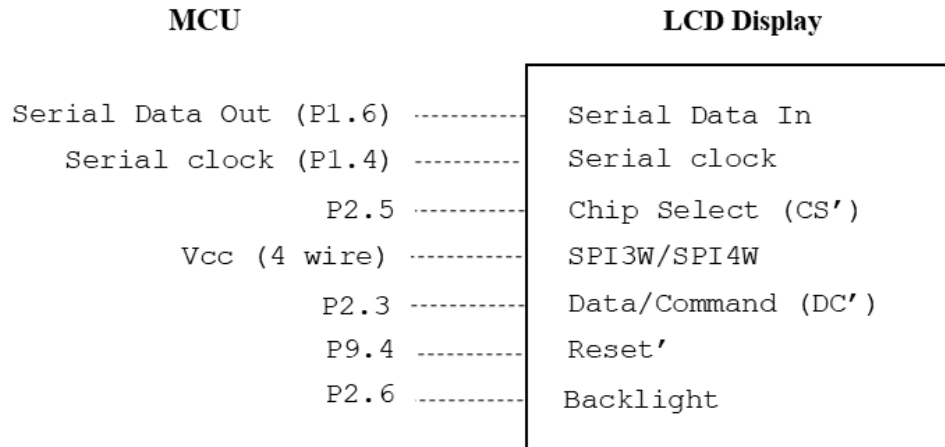 MCU LCD Display
Serial Data Out (P1.6) Serial Data In
Serial clock (P1.4) Serial clock
P2.5 Chip Select (CS′)
Vcc (4 wire) SPI3W/SPI4W
P2.3 Data/Command (DC′)
P9.4 Reset′
P2.6 Backlight